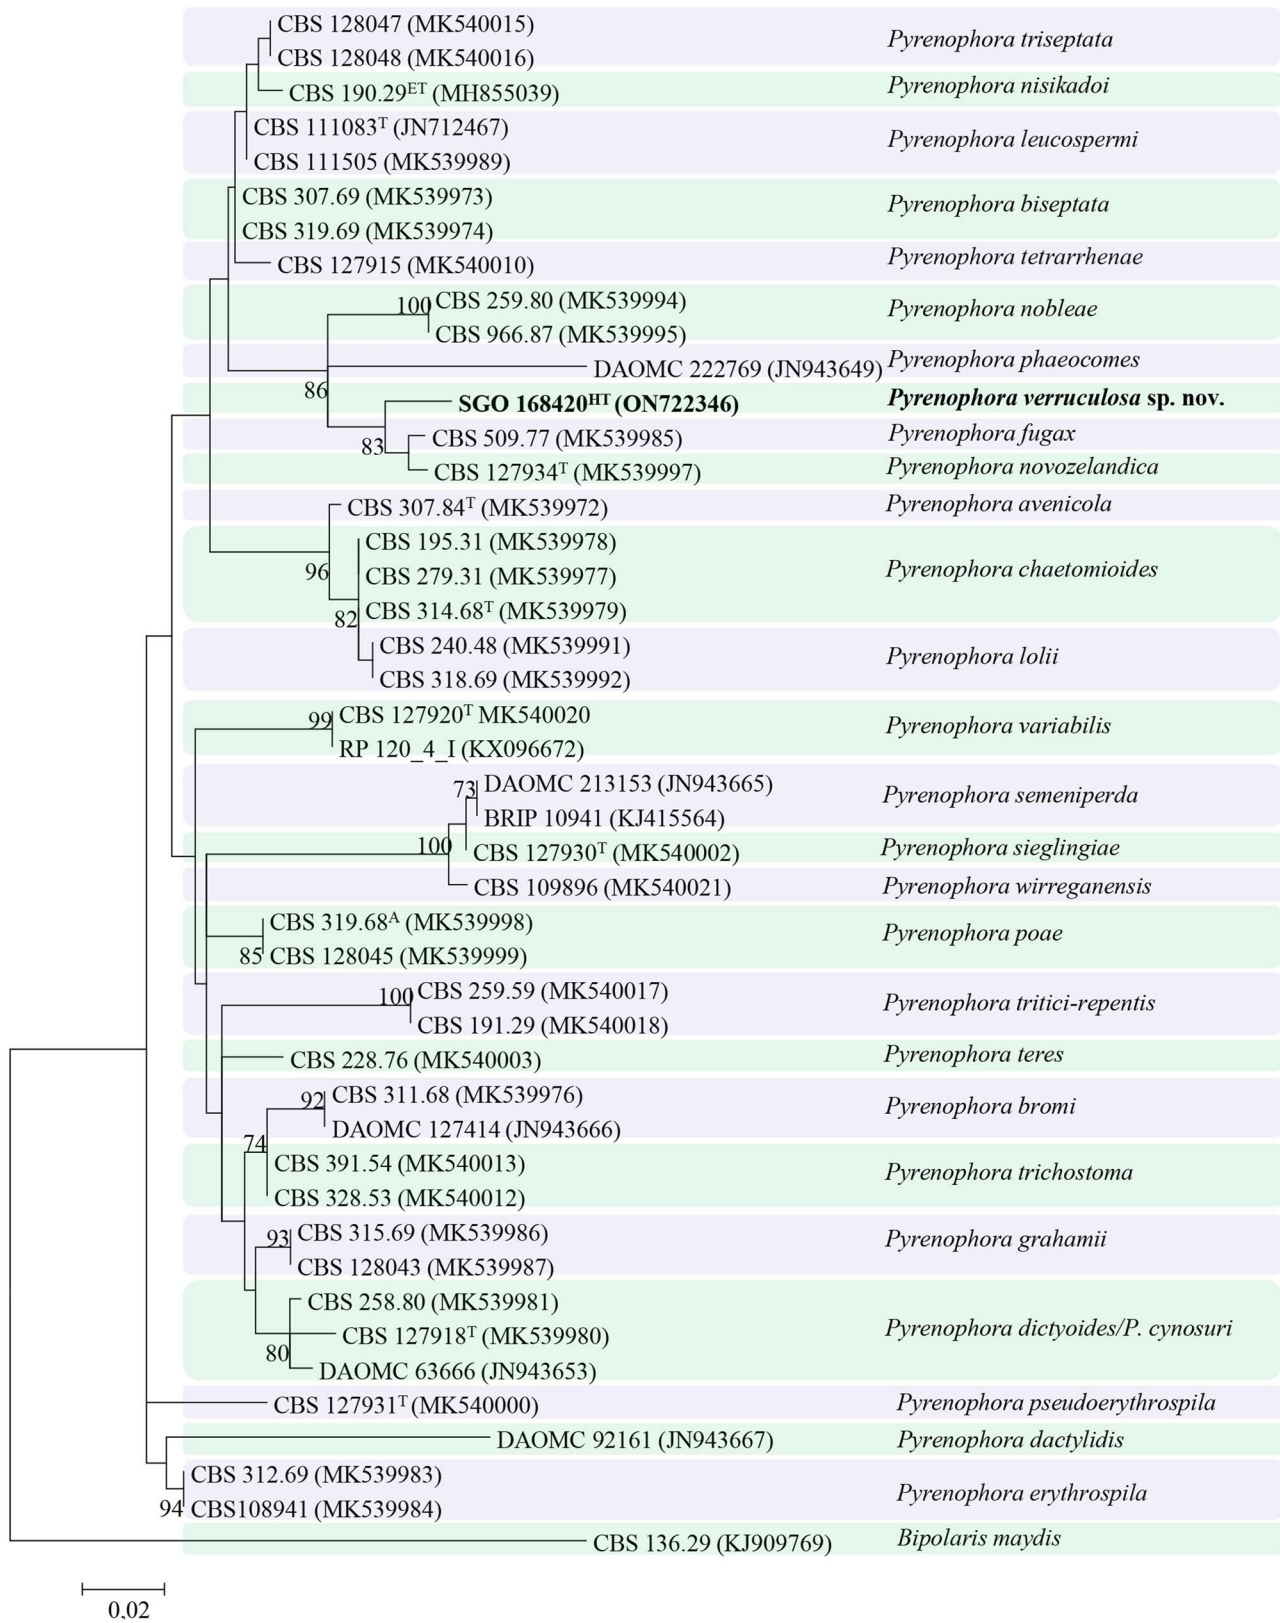 CBS 128047 (MK540015)
CBS 128048 (MK540016)
Pyrenophora triseptata
CBS 190.29ᴱᵀ (MH855039)
Pyrenophora nisikadoi
CBS 111083ᵀ (JN712467)
CBS 111505 (MK539989)
Pyrenophora leucospermi
CBS 307.69 (MK539973)
CBS 319.69 (MK539974)
Pyrenophora biseptata
CBS 127915 (MK540010)
Pyrenophora tetrarrhenae
100
CBS 259.80 (MK539994)
CBS 966.87 (MK539995)
Pyrenophora nobleae
DAOMC 222769 (JN943649)
Pyrenophora phaeocomes
86
SGO 168420ᴴᵀ (ON722346)
Pyrenophora verruculosa sp. nov.
83
CBS 509.77 (MK539985)
Pyrenophora fugax
CBS 127934ᵀ (MK539997)
Pyrenophora novozelandica
CBS 307.84ᵀ (MK539972)
Pyrenophora avenicola
96
CBS 195.31 (MK539978)
CBS 279.31 (MK539977)
CBS 314.68ᵀ (MK539979)
Pyrenophora chaetomioides
82
CBS 240.48 (MK539991)
CBS 318.69 (MK539992)
Pyrenophora lolii
99
CBS 127920ᵀ MK540020
RP 120_4_I (KX096672)
Pyrenophora variabilis
73
DAOMC 213153 (JN943665)
BRIP 10941 (KJ415564)
Pyrenophora semeniperda
100
CBS 127930ᵀ (MK540002)
Pyrenophora sieglingiae
CBS 109896 (MK540021)
Pyrenophora wirreganensis
CBS 319.68ᴬ (MK539998)
85
CBS 128045 (MK539999)
Pyrenophora poae
100
CBS 259.59 (MK540017)
CBS 191.29 (MK540018)
Pyrenophora tritici-repentis
CBS 228.76 (MK540003)
Pyrenophora teres
92
CBS 311.68 (MK539976)
DAOMC 127414 (JN943666)
Pyrenophora bromi
74
CBS 391.54 (MK540013)
CBS 328.53 (MK540012)
Pyrenophora trichostoma
93
CBS 315.69 (MK539986)
CBS 128043 (MK539987)
Pyrenophora grahamii
CBS 258.80 (MK539981)
CBS 127918ᵀ (MK539980)
80
DAOMC 63666 (JN943653)
Pyrenophora dictyoides/P. cynosuri
CBS 127931ᵀ (MK540000)
Pyrenophora pseudoerythrospila
DAOMC 92161 (JN943667)
Pyrenophora dactylidis
CBS 312.69 (MK539983)
94
CBS108941 (MK539984)
Pyrenophora erythrospila
CBS 136.29 (KJ909769)
Bipolaris maydis
0,02